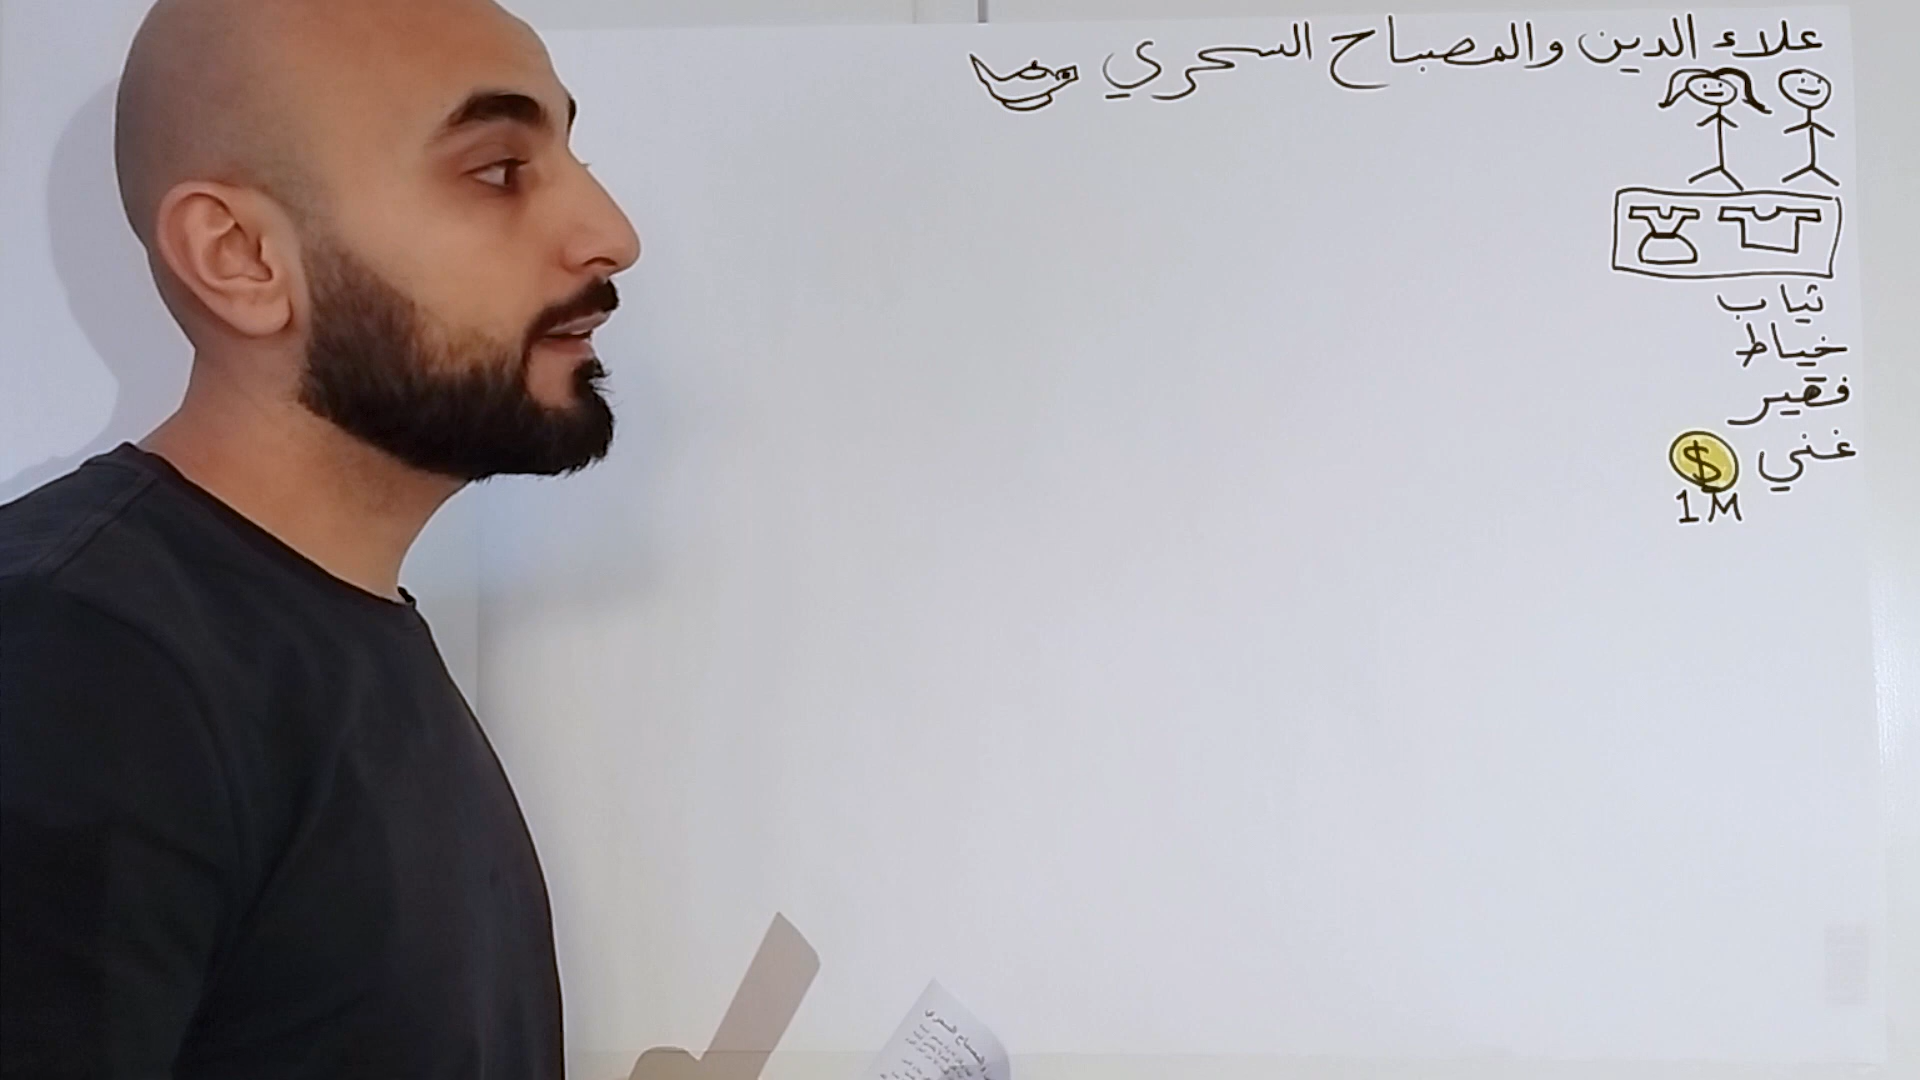 علاء الدين والمصباح السحري
ثياب
خياط
فقير
غني $
1M